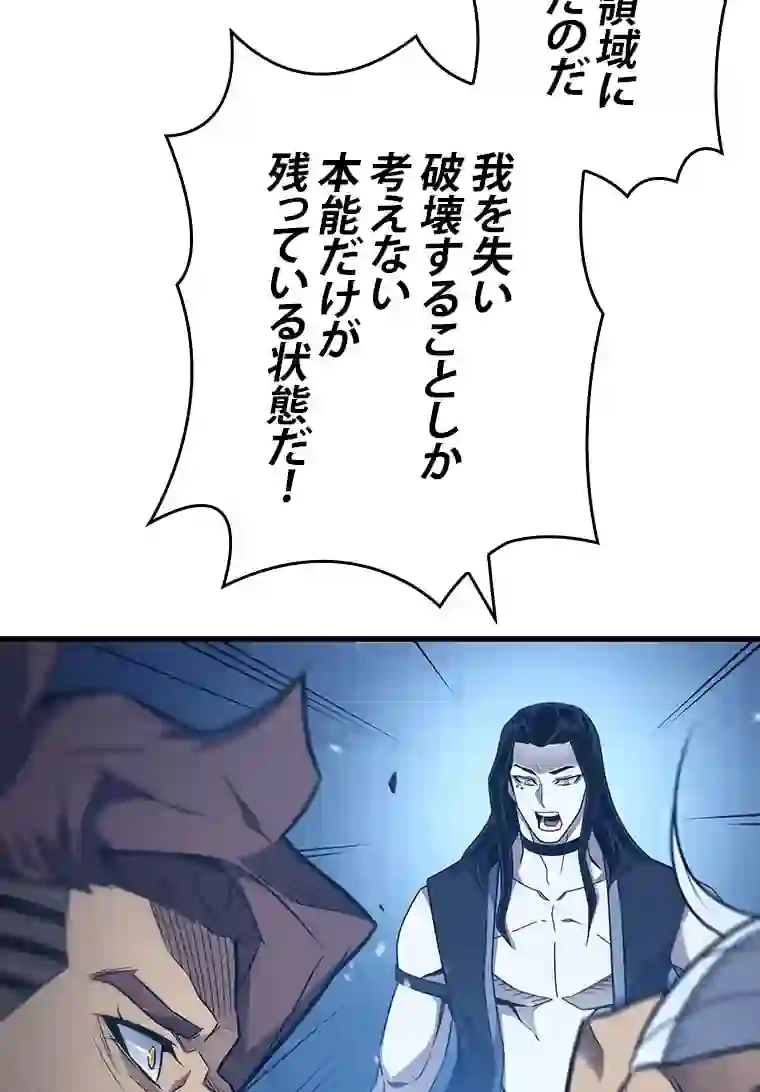 領域に
たのだ
我を失い
破壊することしか
考えない
本能だけが
残っている状態だ！